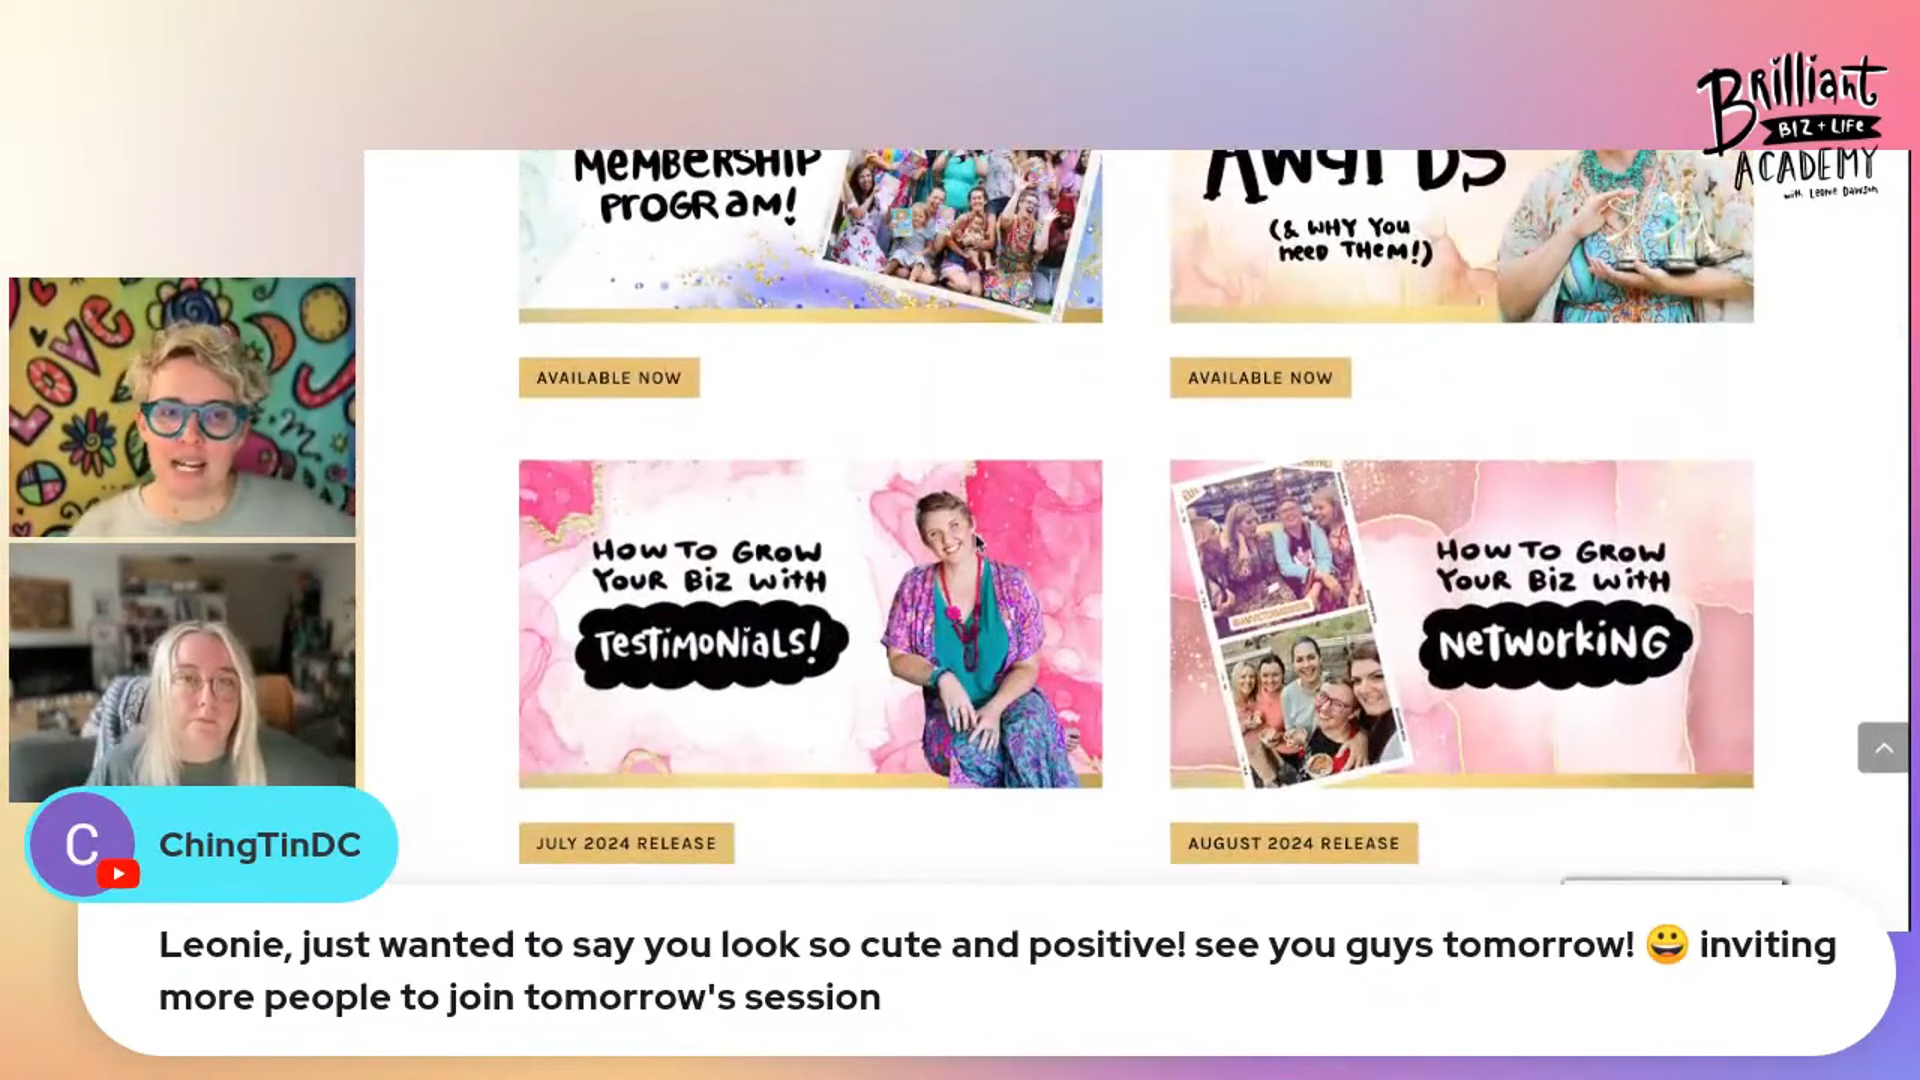 BRilliant
BIZ + LIFe
ACADEMY
with Leonie Dawson
MEMBERSHIP
PROGRAM!
AWARDS
(& WHY YOU
neeD THeM!)
LOVe
AVAILABLE NOW
AVAILABLE NOW
HOW TO GROW
YOUR BIZ WITH
TESTIMONIALS!
HOW TO GROW
YOUR BIZ WITH
NETWORKING
JULY 2024 RELEASE
AUGUST 2024 RELEASE
C
ChingTinDC
Leonie, just wanted to say you look so cute and positive! see you guys tomorrow! 😀 inviting
more people to join tomorrow's session